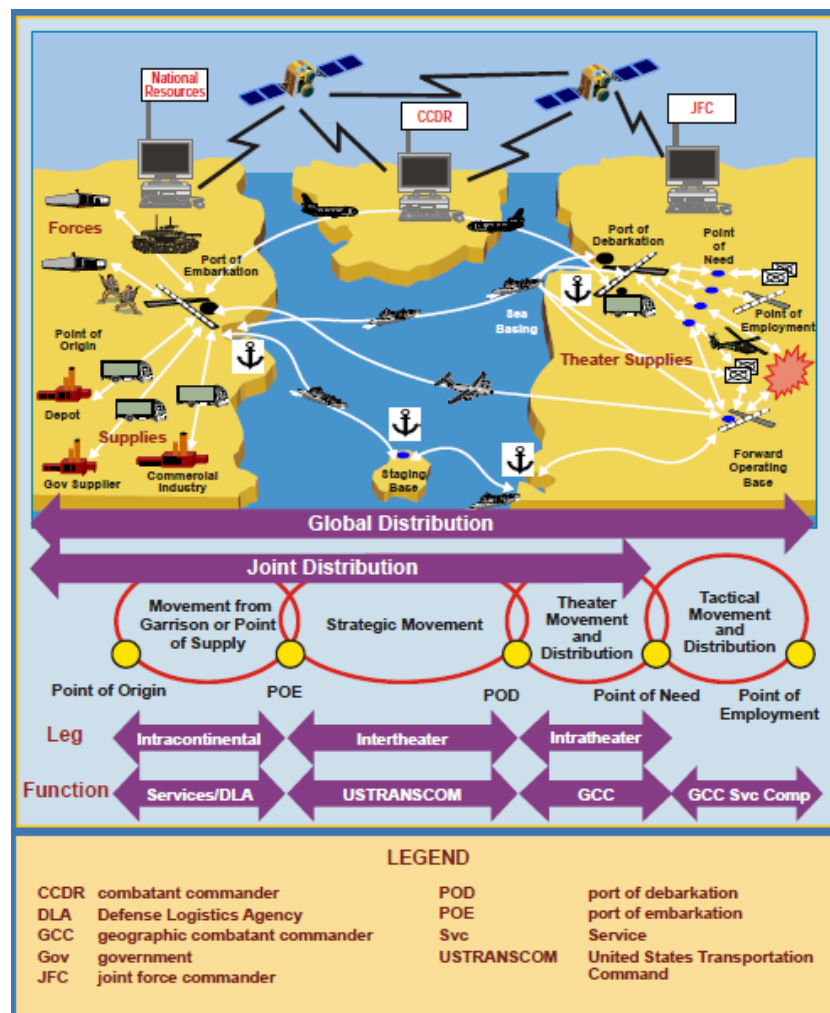 National
Resources
CCDR
JFC
Forces
Port of
Embarkation
Port of
Debarkation
Point
of
Need
Point of
Origin
Sea
Basing
Point of
Employment
Theater Supplies
Depot
Supplies
Gov Supplier
Commercial
Industry
Staging
Base
Forward
Operating
Base
Global Distribution
Joint Distribution
Movement from
Garrison or Point
of Supply
Strategic Movement
Theater
Movement
and
Distribution
Tactical
Movement
and
Distribution
Point of Origin
POE
POD
Point of Need
Point of
Employment
Leg
Intracontinental
Intertheater
Intratheater
Function
Services/DLA
USTRANSCOM
GCC
GCC Svc Comp
LEGEND
CCDR combatant commander
DLA Defense Logistics Agency
GCC geographic combatant commander
Gov government
JFC joint force commander
POD port of debarkation
POE port of embarkation
Svc Service
USTRANSCOM United States Transportation
Command